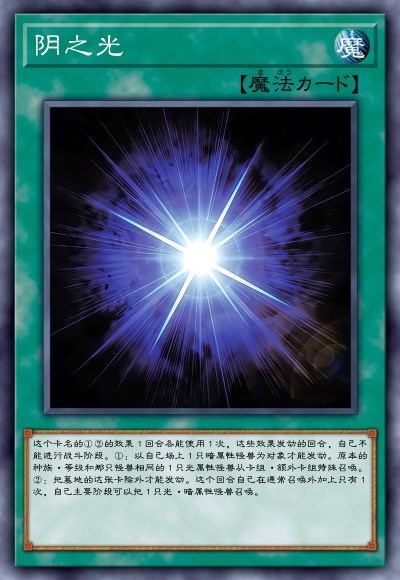 阴之光
魔
【魔法カード】
ま ほう
这个卡名的①②的效果1回合各能使用1次，这些效果发动的回合，自己不
能进行战斗阶段。①：以自己场上1只暗属性怪兽为对象才能发动。原本的
种族·等级和那只怪兽相同的1只光属性怪兽从卡组·额外卡组特殊召唤。
②：把墓地的这张卡除外才能发动。这个回合自己在通常召唤外加上只有1
次，自己主要阶段可以把1只光·暗属性怪兽召唤。